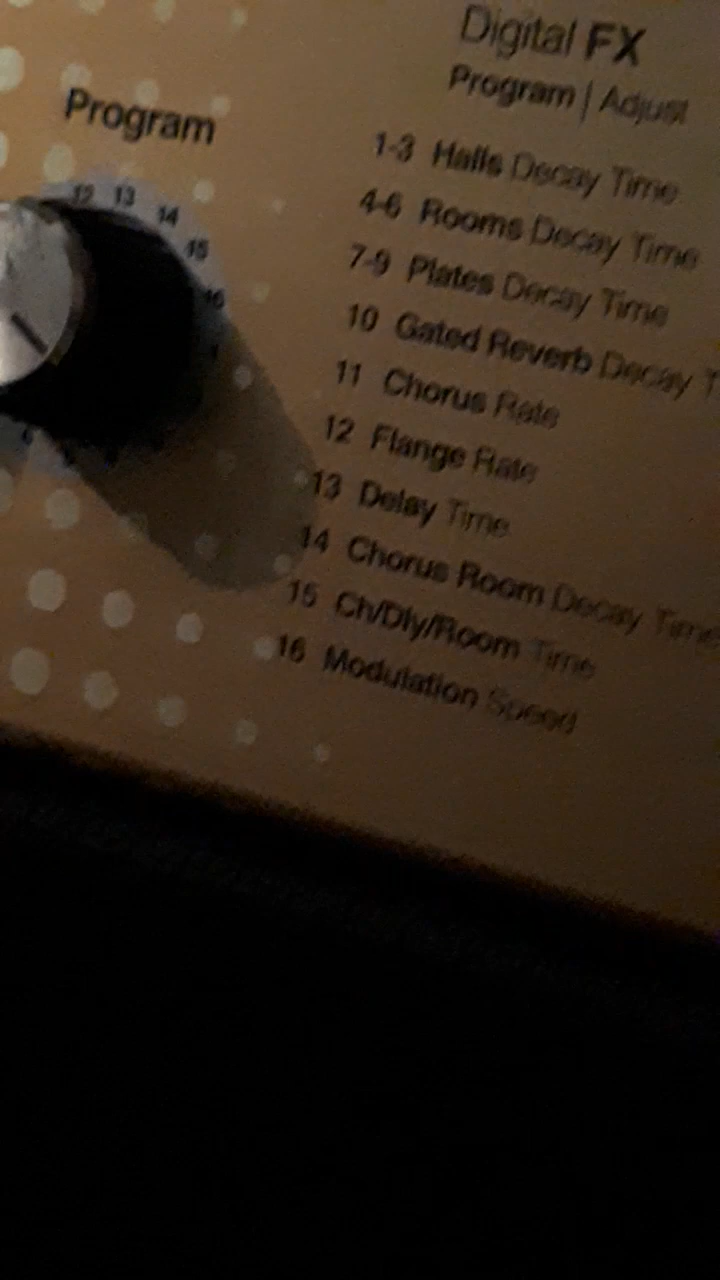 Digital FX
Program | Adjust
Program
12 13 14 15 16
1-3 Halls Decay Time
4-6 Rooms Decay Time
7-9 Plates Decay Time
10 Gated Reverb Decay
11 Chorus Rate
12 Flange Rate
13 Delay Time
14 Chorus Room Decay Time
15 Ch/Dly/Room Time
16 Modulation Speed